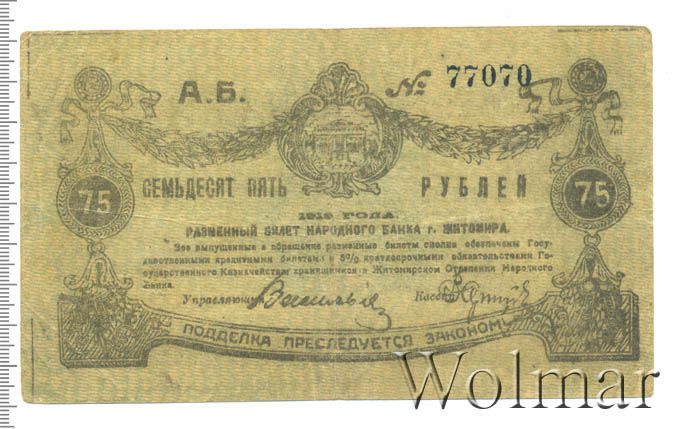 А.Б. № 77070
СЕМЬДЕСЯТ ПЯТЬ РУБЛЕЙ
75 75
1919 ГОДА.
РАЗМЕННЫЙ БИЛЕТ НАРОДНОГО БАНКА г. ЖИТОМИРА.
Все выпущенные в обращение разменные билеты сполна обеспечены Госу-
дарственными кредитными билетами и 5% краткосрочными обязательствами Го-
сударственного Казначейства хранящимися в Житомирском Отделении Народного
Банка.
Управляющий Кассир
ПОДДЕЛКА ПРЕСЛЕДУЕТСЯ ЗАКОНОМ
Wolmar